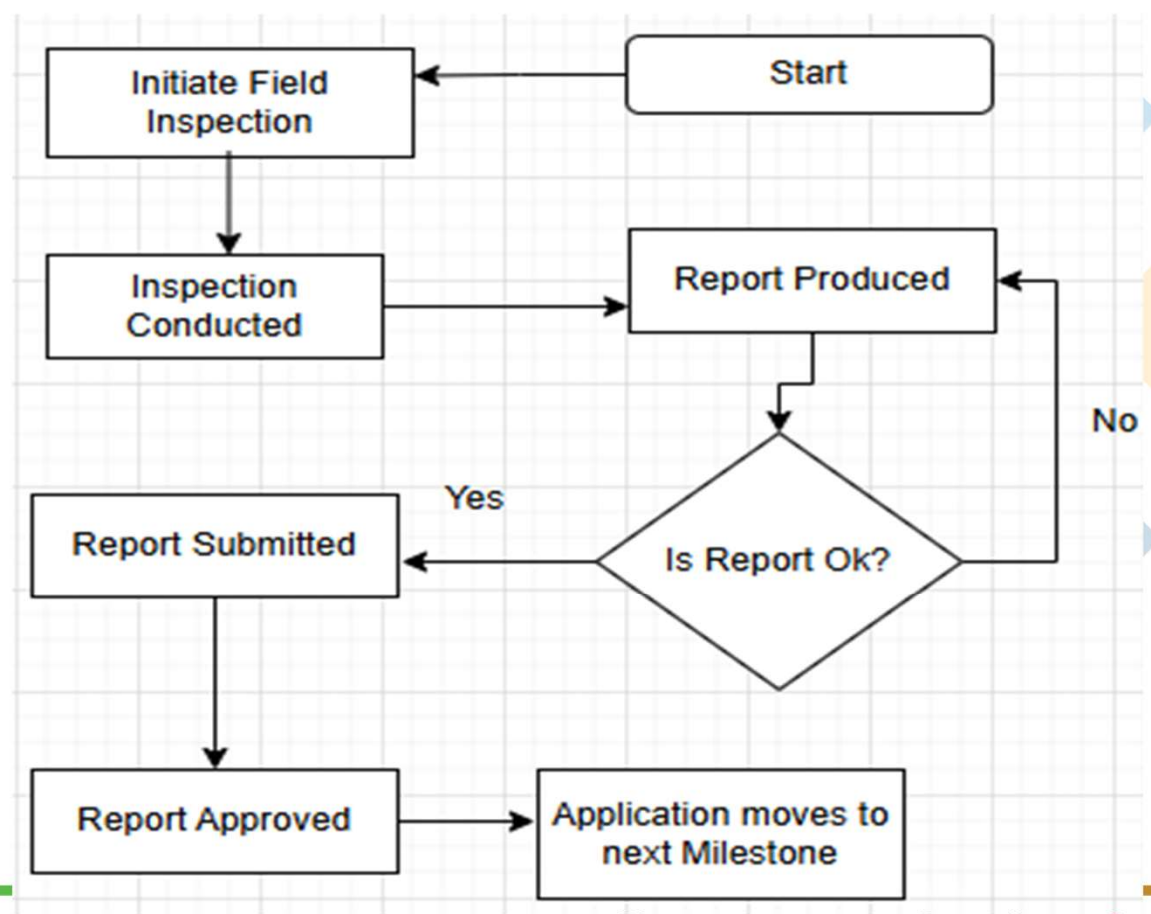 Start
Initiate Field
Inspection
Inspection
Conducted
Report Produced
No
Is Report Ok?
Yes
Report Submitted
Report Approved
Application moves to
next Milestone